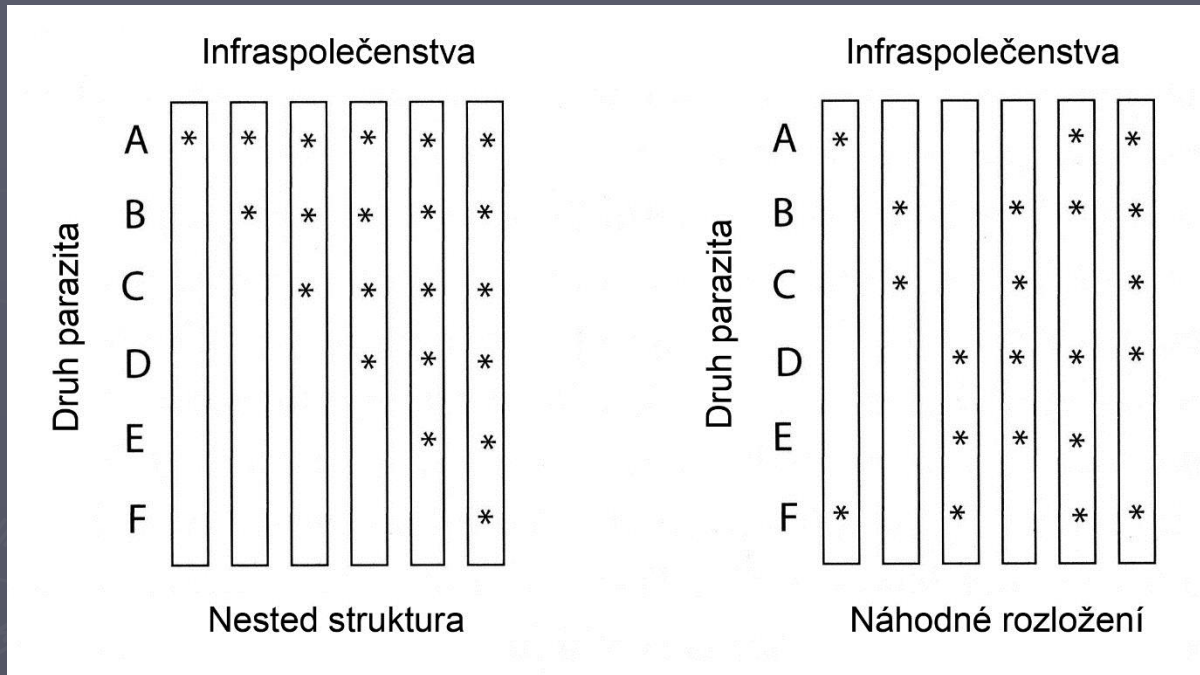 Infraspolečenstva
Druh parazita
A * * * * * *
B * * * * *
C * * * *
D * * *
E * *
F *
Nested struktura
Infraspolečenstva
Druh parazita
A * * *
B * * * *
C * * *
D * * * *
E * * *
F * * * *
Náhodné rozložení